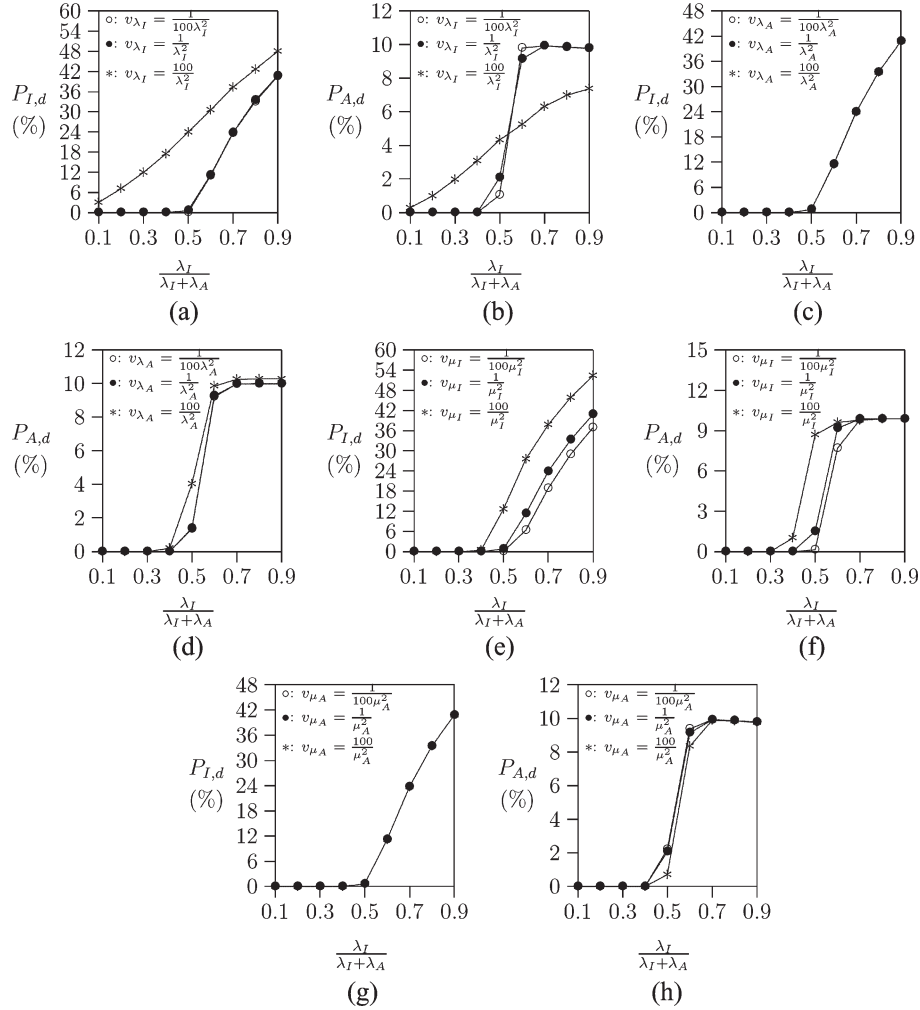 60
54
48
42
36
30
24
18
12
6
0
P_{I,d}
(%)
○: v_{λ_I} = 1/(100λ_I^2)
●: v_{λ_I} = 1/λ_I^2
*: v_{λ_I} = 100/λ_I^2
0.1 0.3 0.5 0.7 0.9
λ_I/(λ_I+λ_A)
(a)
12
10
8
6
4
2
0
P_{A,d}
(%)
○: v_{λ_I} = 1/(100λ_I^2)
●: v_{λ_I} = 1/λ_I^2
*: v_{λ_I} = 100/λ_I^2
0.1 0.3 0.5 0.7 0.9
λ_I/(λ_I+λ_A)
(b)
48
42
36
30
24
18
12
6
0
P_{I,d}
(%)
○: v_{λ_A} = 1/(100λ_A^2)
●: v_{λ_A} = 1/λ_A^2
*: v_{λ_A} = 100/λ_A^2
0.1 0.3 0.5 0.7 0.9
λ_I/(λ_I+λ_A)
(c)
12
10
8
6
4
2
0
P_{A,d}
(%)
○: v_{λ_A} = 1/(100λ_A^2)
●: v_{λ_A} = 1/λ_A^2
*: v_{λ_A} = 100/λ_A^2
0.1 0.3 0.5 0.7 0.9
λ_I/(λ_I+λ_A)
(d)
60
54
48
42
36
30
24
18
12
6
0
P_{I,d}
(%)
○: v_{μ_I} = 1/(100μ_I^2)
●: v_{μ_I} = 1/μ_I^2
*: v_{μ_I} = 100/μ_I^2
0.1 0.3 0.5 0.7 0.9
λ_I/(λ_I+λ_A)
(e)
15
12
9
6
3
0
P_{A,d}
(%)
○: v_{μ_I} = 1/(100μ_I^2)
●: v_{μ_I} = 1/μ_I^2
*: v_{μ_I} = 100/μ_I^2
0.1 0.3 0.5 0.7 0.9
λ_I/(λ_I+λ_A)
(f)
48
42
36
30
24
18
12
6
0
P_{I,d}
(%)
○: v_{μ_A} = 1/(100μ_A^2)
●: v_{μ_A} = 1/μ_A^2
*: v_{μ_A} = 100/μ_A^2
0.1 0.3 0.5 0.7 0.9
λ_I/(λ_I+λ_A)
(g)
12
10
8
6
4
2
0
P_{A,d}
(%)
○: v_{μ_A} = 1/(100μ_A^2)
●: v_{μ_A} = 1/μ_A^2
*: v_{μ_A} = 100/μ_A^2
0.1 0.3 0.5 0.7 0.9
λ_I/(λ_I+λ_A)
(h)